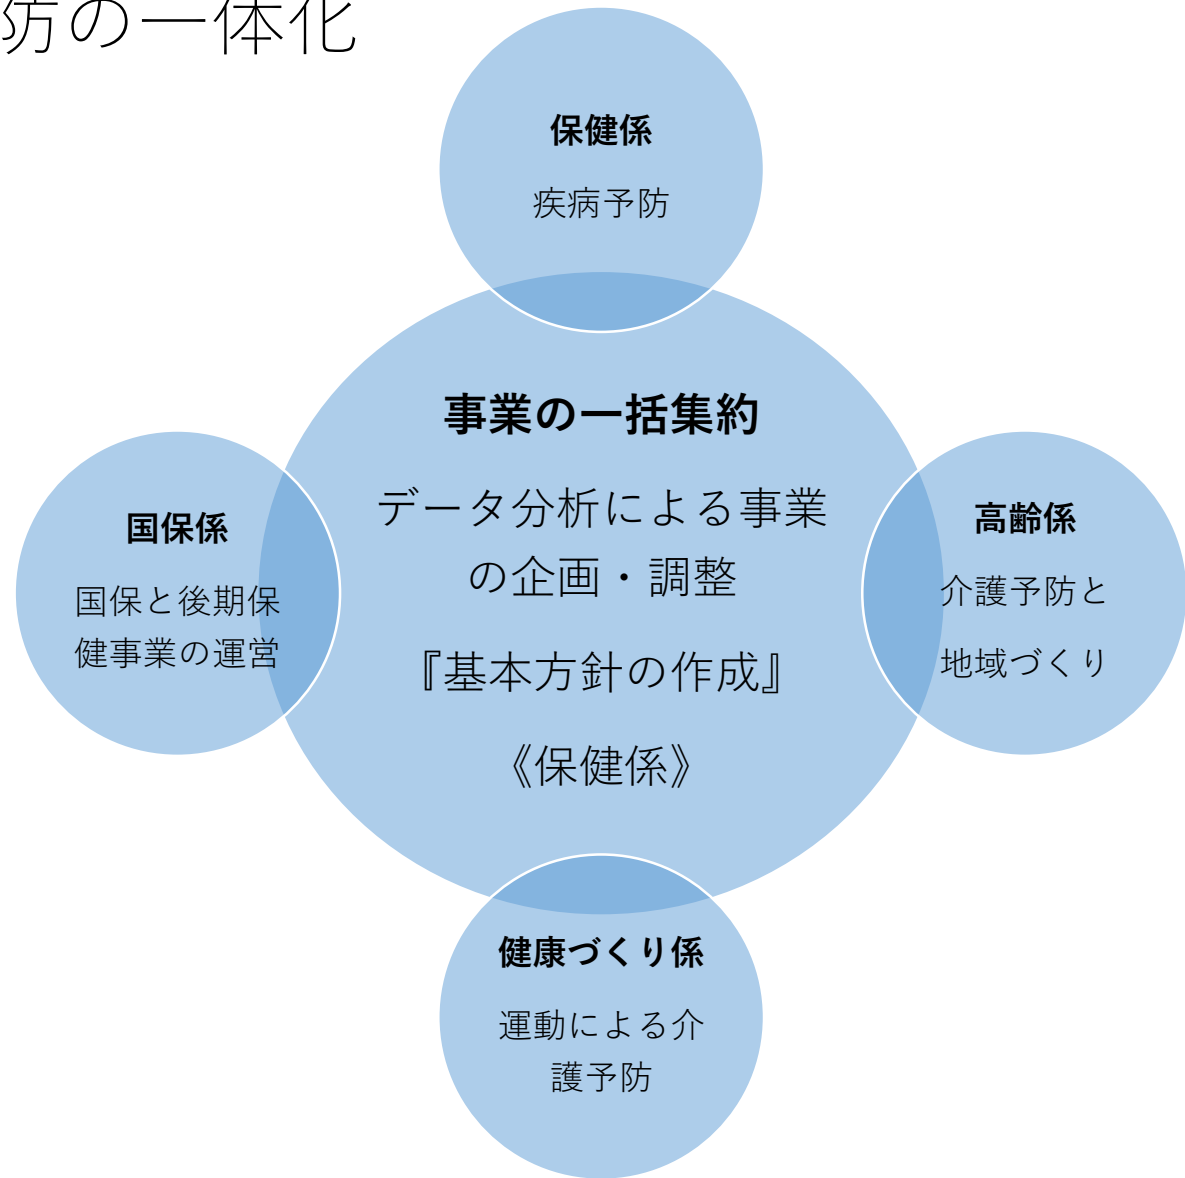 防の一体化
保健係
疾病予防
事業の一括集約
データ分析による事業
の企画・調整
『基本方針の作成』
《保健係》
国保係
国保と後期保
健事業の運営
高齢係
介護予防と
地域づくり
健康づくり係
運動による介
護予防